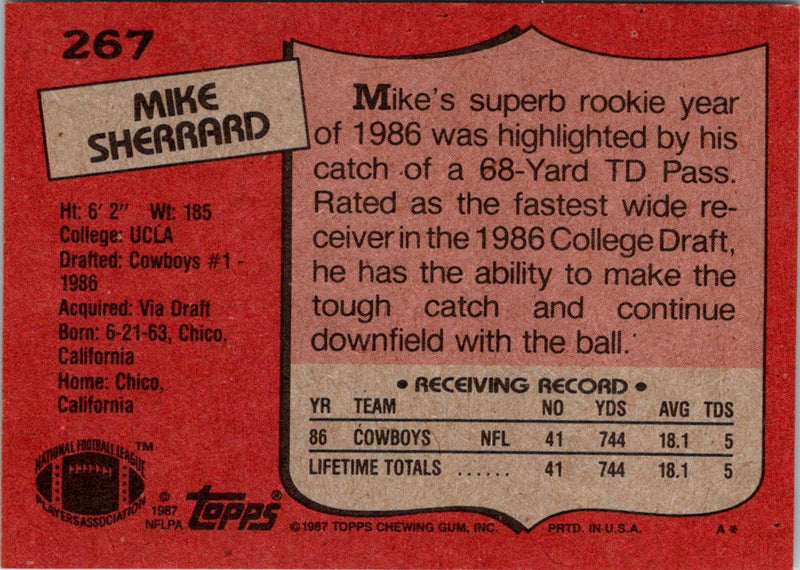 267
MIKE
SHERRARD
Ht: 6' 2" Wt: 185
College: UCLA
Drafted: Cowboys #1 -
1986
Acquired: Via Draft
Born: 6-21-63, Chico,
California
Home: Chico,
California
NATIONAL FOOTBALL LEAGUE
PLAYERS ASSOCIATION
™
© 1987
NFLPA
topps®
Mike's superb rookie year
of 1986 was highlighted by his
catch of a 68-Yard TD Pass.
Rated as the fastest wide re-
ceiver in the 1986 College Draft,
he has the ability to make the
tough catch and continue
downfield with the ball.
• RECEIVING RECORD •
YR TEAM NO YDS AVG TDS
86 COWBOYS NFL 41 744 18.1 5
LIFETIME TOTALS ...... 41 744 18.1 5
© 1987 TOPPS CHEWING GUM, INC. PRTD. IN U.S.A. A*